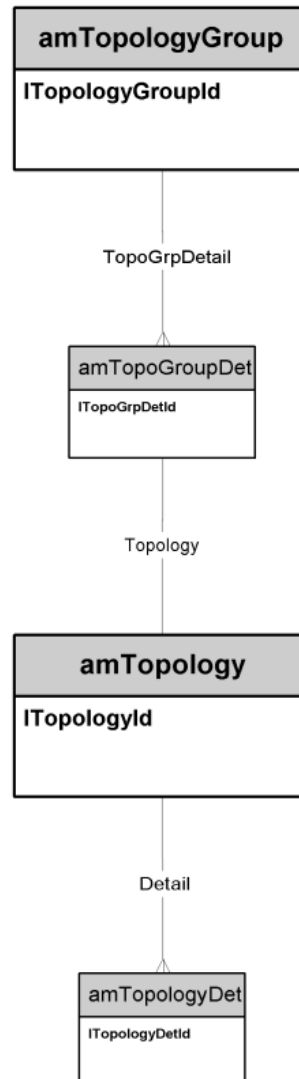 amTopologyGroup
lTopologyGroupId
TopoGrpDetail
amTopoGroupDet
lTopoGrpDetId
Topology
amTopology
lTopologyId
Detail
amTopologyDet
lTopologyDetId